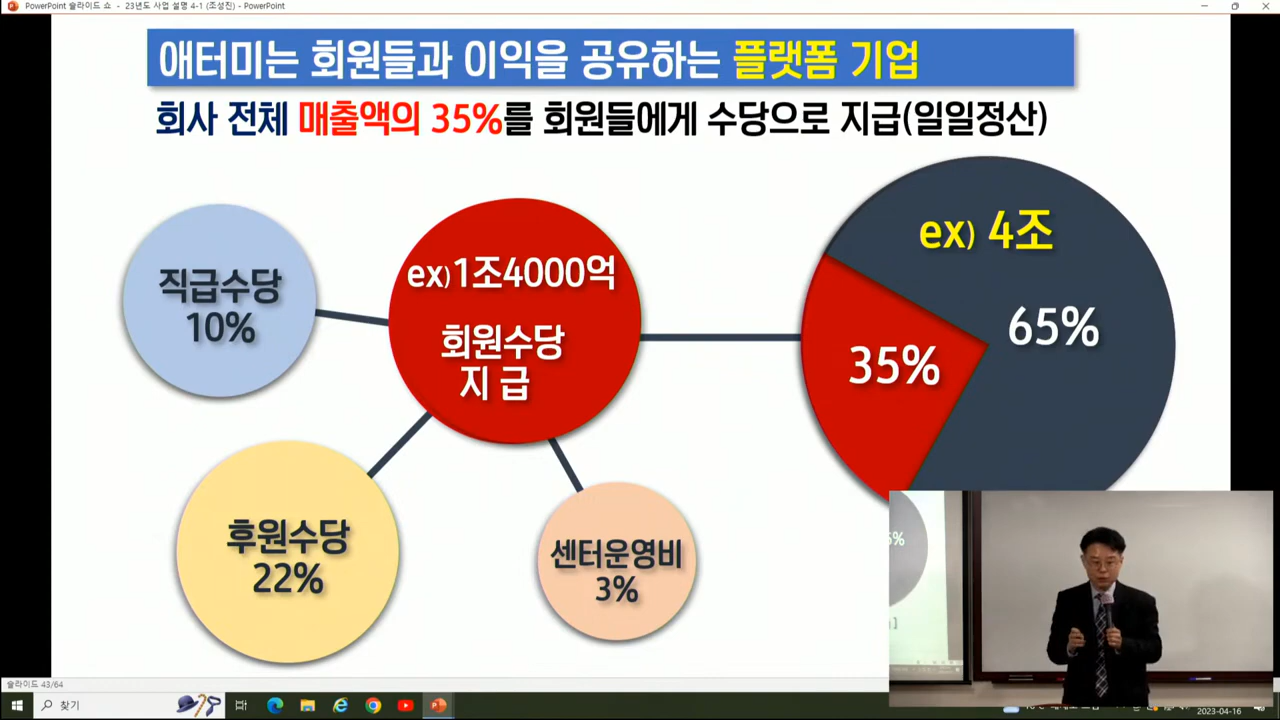 PowerPoint 슬라이드 쇼 - 23년도 사업 설명 4-1 (조성진) - PowerPoint
애터미는 회원들과 이익을 공유하는 플랫폼 기업
회사 전체 매출액의 35%를 회원들에게 수당으로 지급(일일정산)
직급수당
10%
ex)1조4000억
회원수당
지 급
ex) 4조
65%
35%
후원수당
22%
센터운영비
3%
슬라이드 43/64
찾기
2023-04-16